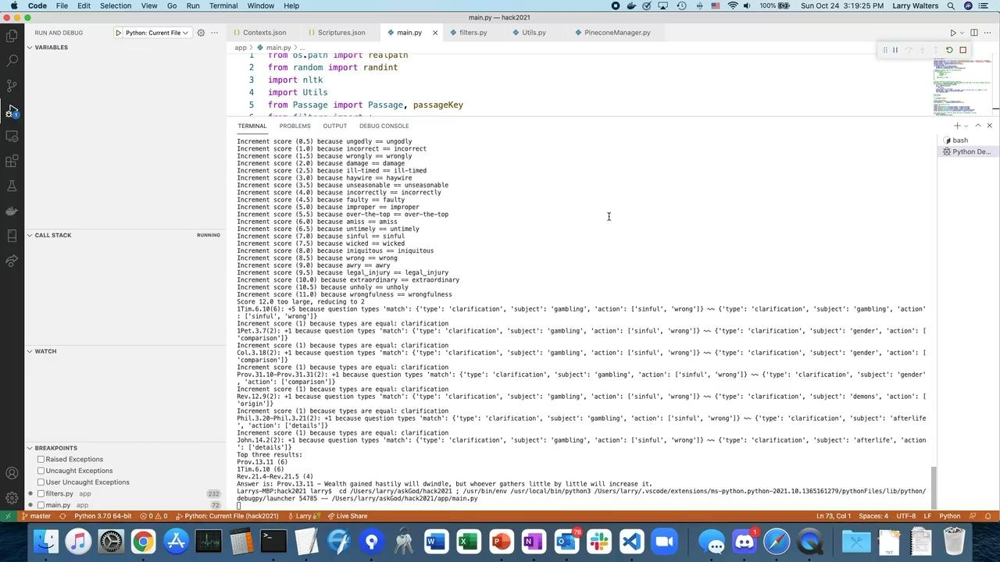 Code File Edit Selection View Go Run Terminal Window Help
100% Sun Oct 24 3:19:25 PM Larry Walters
main.py — hack2021
RUN AND DEBUG Python: Current File
Contexts.json Scriptures.json main.py filters.py Utils.py PineconeManager.py
VARIABLES
app > main.py > ...
1 from os.path import realpath
2 from random import randint
3 import nltk
4 import Utils
5 from Passage import Passage, passageKey
TERMINAL PROBLEMS OUTPUT DEBUG CONSOLE
bash
Python De...
Increment score (0.5) because ungodly == ungodly
Increment score (1.0) because incorrect == incorrect
Increment score (1.5) because wrongly == wrongly
Increment score (2.0) because damage == damage
Increment score (2.5) because ill-timed == ill-timed
Increment score (3.0) because haywire == haywire
Increment score (3.5) because unseasonable == unseasonable
Increment score (4.0) because incorrectly == incorrectly
Increment score (4.5) because faulty == faulty
Increment score (5.0) because improper == improper
Increment score (5.5) because over-the-top == over-the-top
Increment score (6.0) because amiss == amiss
Increment score (6.5) because untimely == untimely
Increment score (7.0) because sinful == sinful
Increment score (7.5) because wicked == wicked
Increment score (8.0) because iniquitous == iniquitous
Increment score (8.5) because wrong == wrong
Increment score (9.0) because awry == awry
Increment score (9.5) because legal_injury == legal_injury
Increment score (10.0) because extraordinary == extraordinary
Increment score (10.5) because unholy == unholy
Increment score (11.0) because wrongfulness == wrongfulness
Score 12.0 too large, reducing to 2
1Tim.6.10(6): +5 because question types 'match': {'type': 'clarification', 'subject': 'gambling', 'action': ['sinful', 'wrong']} ~~ {'type': 'clarification', 'subject': 'gambling', 'action'
: ['sinful', 'wrong']}
Increment score (1) because types are equal: clarification
1Pet.3.7(2): +1 because question types 'match': {'type': 'clarification', 'subject': 'gambling', 'action': ['sinful', 'wrong']} ~~ {'type': 'clarification', 'subject': 'gender', 'action': [
'comparison']}
Increment score (1) because types are equal: clarification
Col.3.18(2): +1 because question types 'match': {'type': 'clarification', 'subject': 'gambling', 'action': ['sinful', 'wrong']} ~~ {'type': 'clarification', 'subject': 'gender', 'action': [
'comparison']}
Increment score (1) because types are equal: clarification
Prov.31.10-Prov.31.31(2): +1 because question types 'match': {'type': 'clarification', 'subject': 'gambling', 'action': ['sinful', 'wrong']} ~~ {'type': 'clarification', 'subject': 'gender'
, 'action': ['comparison']}
Increment score (1) because types are equal: clarification
Rev.12.9(2): +1 because question types 'match': {'type': 'clarification', 'subject': 'gambling', 'action': ['sinful', 'wrong']} ~~ {'type': 'clarification', 'subject': 'demons', 'action': [
'origin']}
Increment score (1) because types are equal: clarification
Phil.3.20-Phil.3.21(2): +1 because question types 'match': {'type': 'clarification', 'subject': 'gambling', 'action': ['sinful', 'wrong']} ~~ {'type': 'clarification', 'subject': 'afterlife
', 'action': ['details']}
Increment score (1) because types are equal: clarification
John.14.2(2): +1 because question types 'match': {'type': 'clarification', 'subject': 'gambling', 'action': ['sinful', 'wrong']} ~~ {'type': 'clarification', 'subject': 'afterlife', 'action
': ['details']}
Top three results:
Prov.13.11 (6)
1Tim.6.10 (6)
Rev.21.4-Rev.21.5 (4)
Answer is: Prov.13.11 - Wealth gained hastily will dwindle, but whoever gathers little by little will increase it.
Larrys-MBP:hack2021 larry$ cd /Users/larry/askGod/hack2021 ; /usr/bin/env /usr/local/bin/python3 /Users/larry/.vscode/extensions/ms-python.python-2021.10.1365161279/pythonFiles/lib/python/
debugpy/launcher 54785 -- /Users/larry/askGod/hack2021/app/main.py
CALL STACK RUNNING
WATCH
BREAKPOINTS
Raised Exceptions
Uncaught Exceptions
User Uncaught Exceptions
filters.py app 232
main.py app 72
master Python 3.7.0 64-bit 0 0 Python: Current File (hack2021) Larry Live Share Ln 73, Col 1 Spaces: 4 UTF-8 LF Python
78
1
TXT